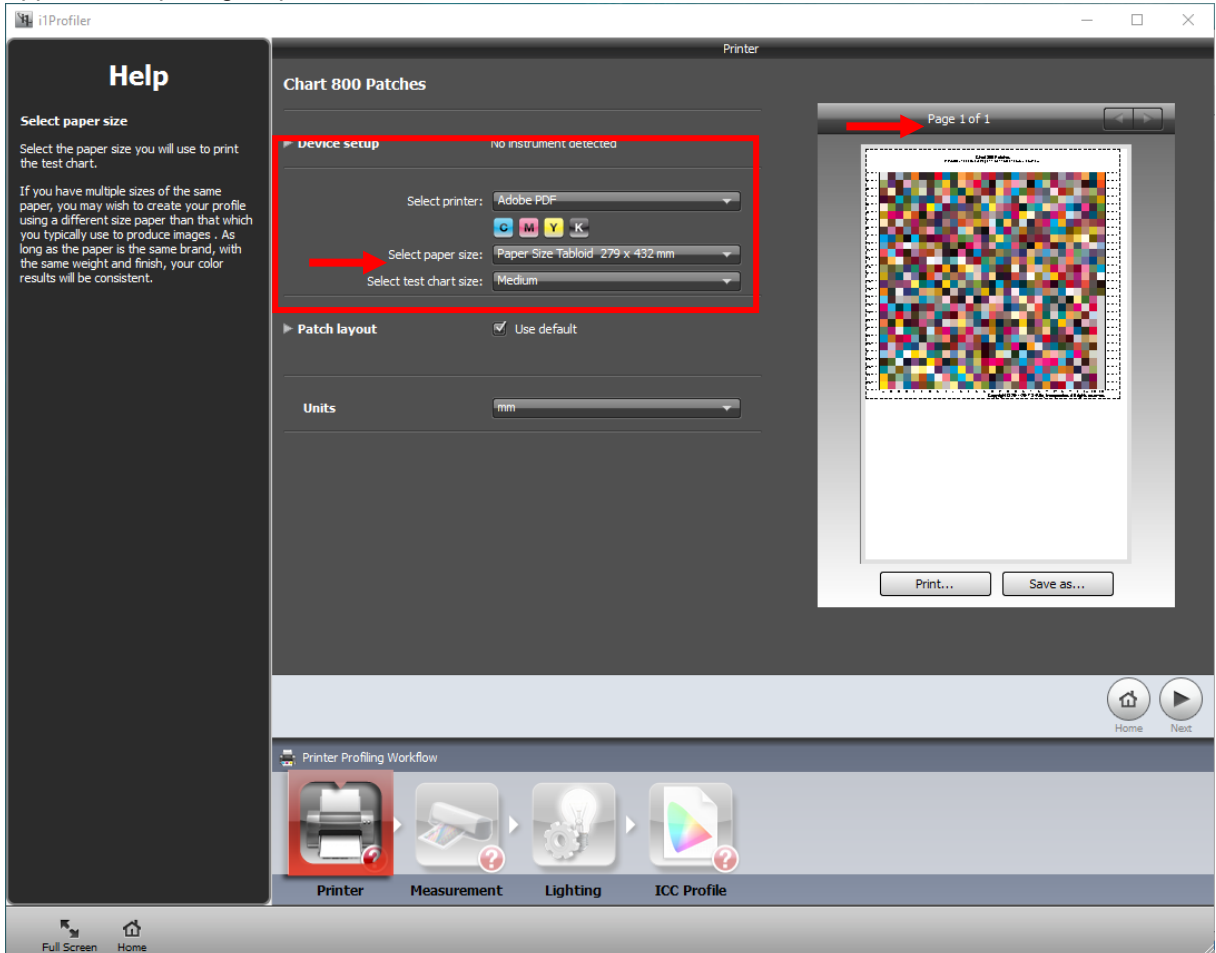 i1Profiler
Printer
Help
Select paper size
Select the paper size you will use to print
the test chart.
If you have multiple sizes of the same
paper, you may wish to create your profile
using a different size paper than that which
you typically use to produce images . As
long as the paper is the same brand, with
the same weight and finish, your color
results will be consistent.
Chart 800 Patches
Device setup No instrument detected
Select printer: Adobe PDF
C M Y K
Select paper size: Paper Size Tabloid 279 x 432 mm
Select test chart size: Medium
Patch layout Use default
Units mm
Page 1 of 1
Print... Save as...
Home Next
Printer Profiling Workflow
? ? ?
Printer Measurement Lighting ICC Profile
Full Screen Home